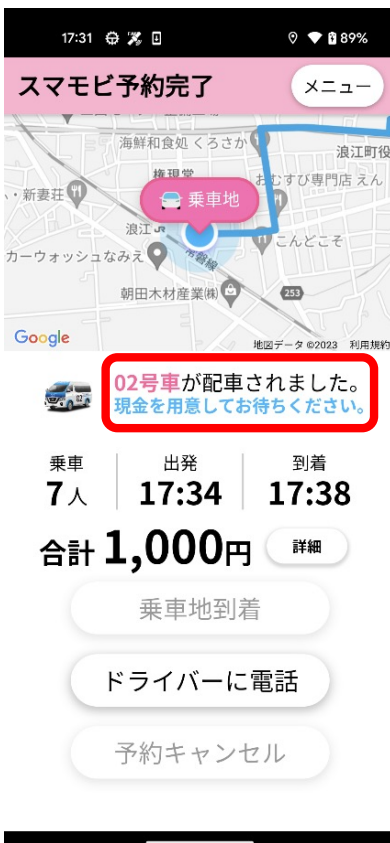 17:31
89%
スマモビ予約完了
メニュー
海鮮和食処 くろさか
浪江町役
権現堂
おむすび専門店 えん
・新妻荘
乗車地
浪江
カーウォッシュなみえ
常磐線
こんどこそ
朝田木材産業㈱
253
Google
地図データ ©2023 利用規約
02号車が配車されました。
現金を用意してお待ちください。
02
乗車
出発
到着
7人
17:34
17:38
合計 1,000円
詳細
乗車地到着
ドライバーに電話
予約キャンセル